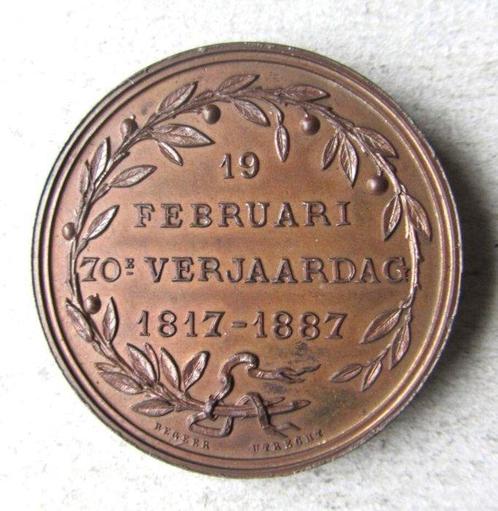 19
FEBRUARI
70E VERJAARDAG
1817-1887
BEGEER UTRECHT